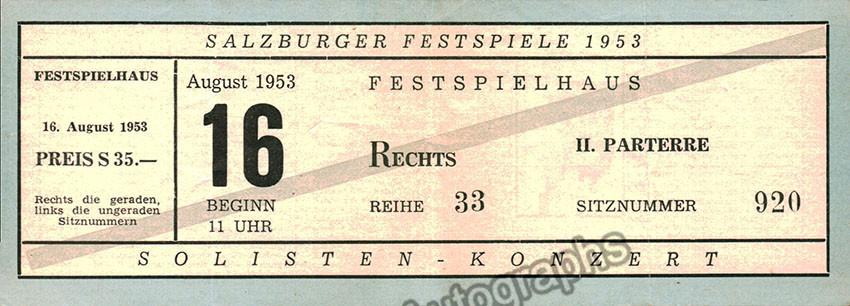 SALZBURGER FESTSPIELE 1953
FESTSPIELHAUS
16. August 1953
PREIS S 35.—
Rechts die geraden,
links die ungeraden
Sitznummern
August 1953
16
BEGINN
11 UHR
FESTSPIELHAUS
RECHTS
II. PARTERRE
REIHE 33
SITZNUMMER 920
SOLISTEN-KONZERT
utographs